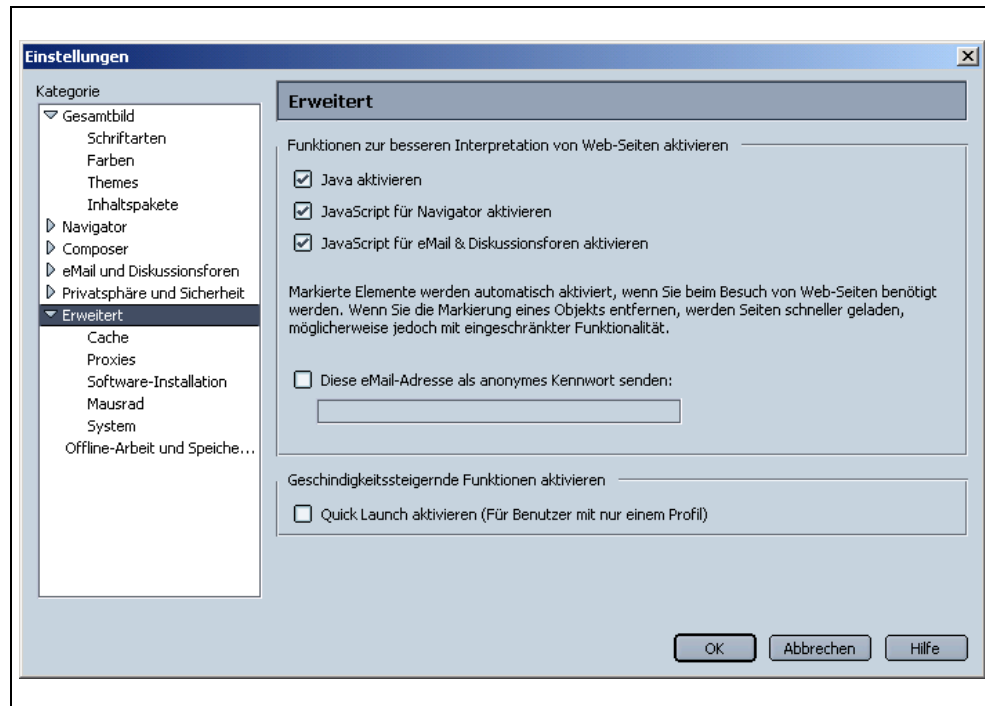 Einstellungen
Kategorie
Gesamtbild
Schriftarten
Farben
Themes
Inhaltspakete
Navigator
Composer
eMail und Diskussionsforen
Privatsphäre und Sicherheit
Erweitert
Cache
Proxies
Software-Installation
Mausrad
System
Offline-Arbeit und Speiche...
Erweitert
Funktionen zur besseren Interpretation von Web-Seiten aktivieren
Java aktivieren
JavaScript für Navigator aktivieren
JavaScript für eMail & Diskussionsforen aktivieren
Markierte Elemente werden automatisch aktiviert, wenn Sie beim Besuch von Web-Seiten benötigt
werden. Wenn Sie die Markierung eines Objekts entfernen, werden Seiten schneller geladen,
möglicherweise jedoch mit eingeschränkter Funktionalität.
Diese eMail-Adresse als anonymes Kennwort senden:
Geschindigkeitssteigernde Funktionen aktivieren
Quick Launch aktivieren (Für Benutzer mit nur einem Profil)
OK
Abbrechen
Hilfe